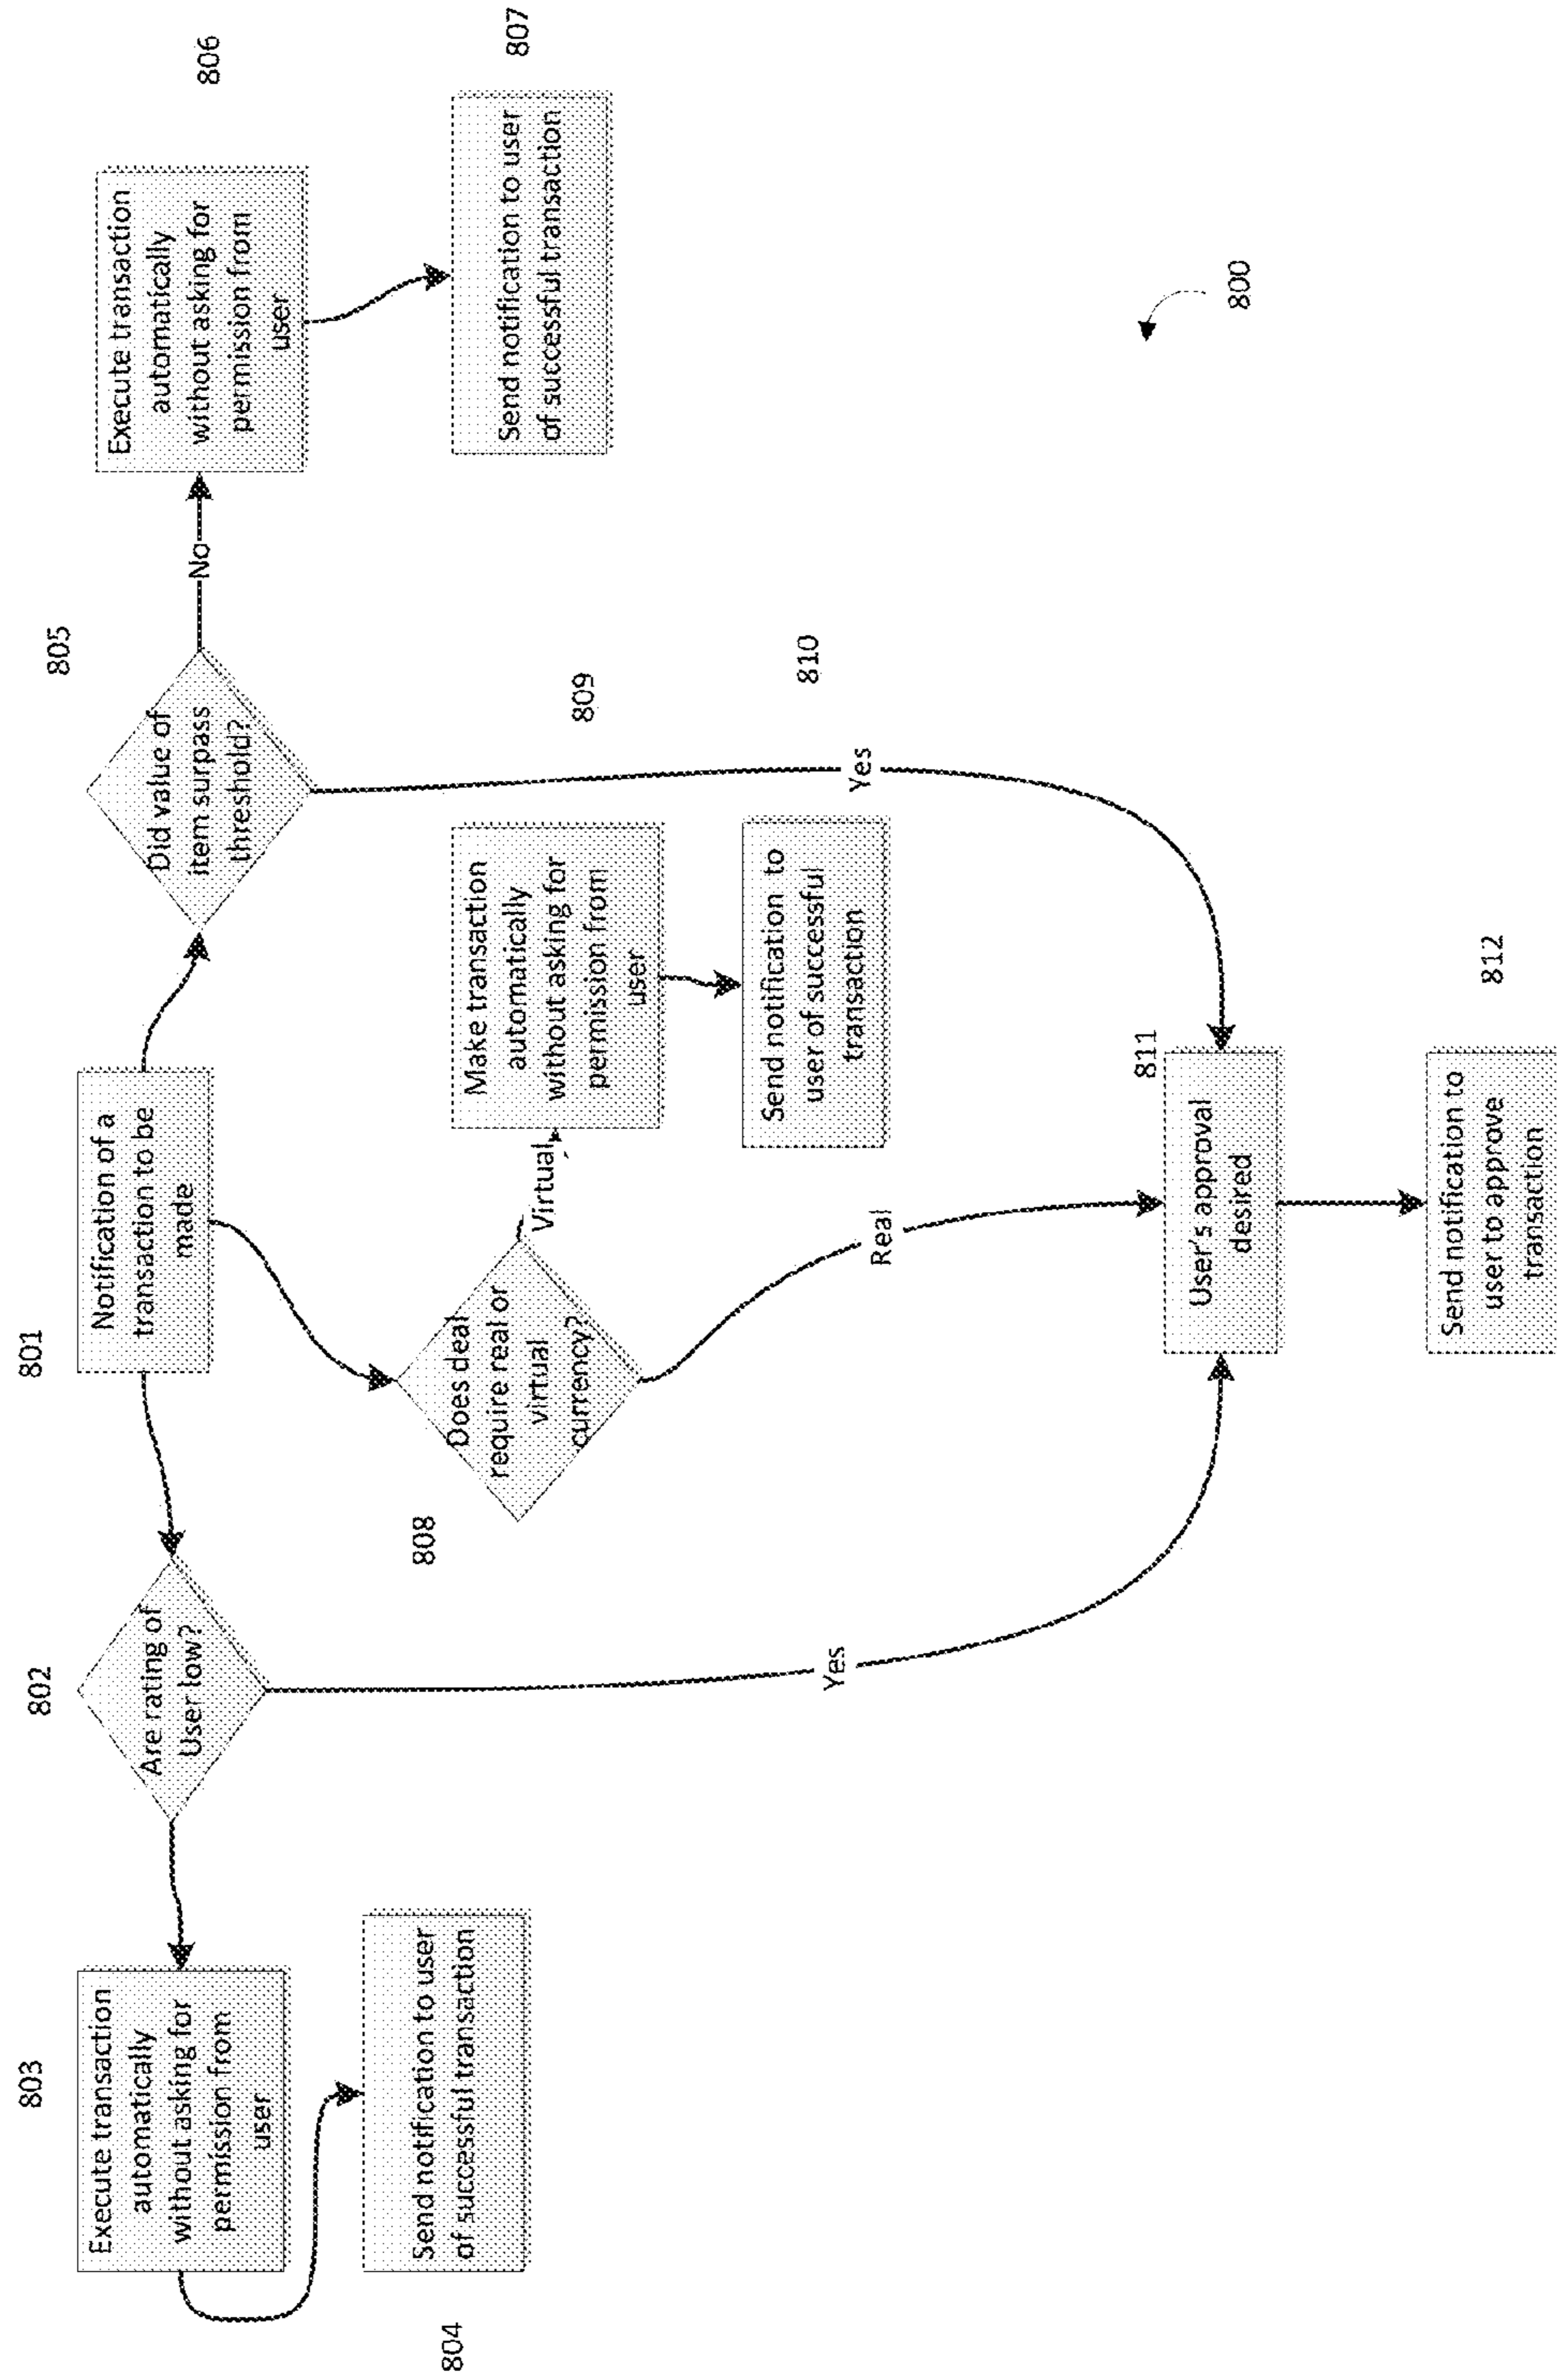 801
Notification of a
transaction to be
made
802
Are rating of
User low?
803
Execute transaction
automatically
without asking for
permission from
user
804
Send notification to user
of successful transaction
805
Did value of
item surpass
threshold?
No
806
Execute transaction
automatically
without asking for
permission from
user
807
Send notification to user
of successful transaction
808
Does deal
require real or
virtual
currency?
Virtual
809
Make transaction
automatically
without asking for
permission from
user
810
Send notification to
user of successful
transaction
Yes
Real
Yes
811
User's approval
desired
812
Send notification to
user to approve
transaction
800